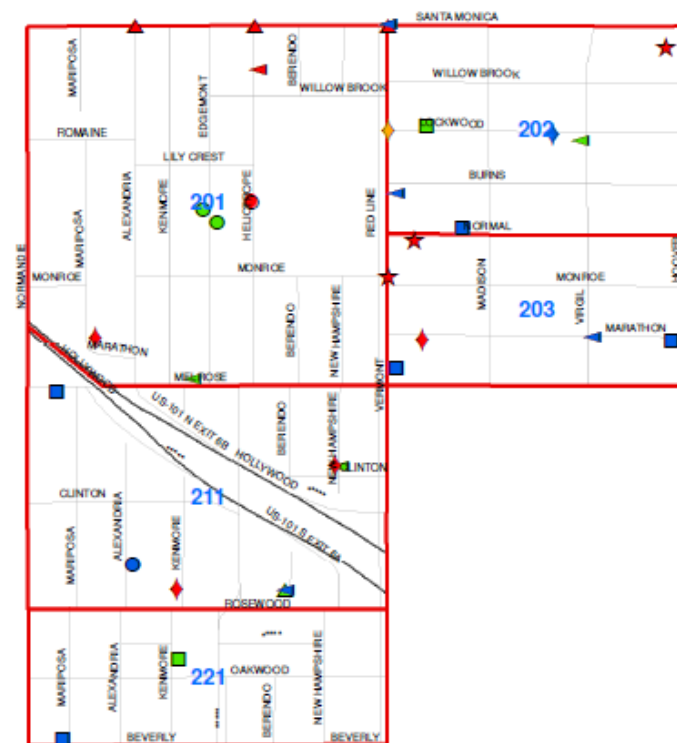 SANTA MONICA
MARIPOSA
BERENDO
WILLOW BROOK
WILLOW BROOK
EDGEMONT
ROMAINE
LOCKWOOD
202
LILY CREST
BURNS
ALEXANDRIA
KENMORE
201
HELIOTROPE
RED LINE
MARIPOSA
NORMAL
NORMANDIE
MONROE
MONROE
MADISON
MONROE
HOOVER
203
VIRGIL
BERENDO
NEW HAMPSHIRE
MARATHON
MARATHON
VERMONT
HOLLYWOOD
MELROSE
US-101 N EXIT 6B
BERENDO
NEW HAMPSHIRE
HOLLYWOOD
CLINTON
CLINTON
211
US-101 S EXIT 6A
ALEXANDRIA
KENMORE
MARIPOSA
ROSEWOOD
MARIPOSA
ALEXANDRIA
KENMORE
221
OAKWOOD
BERENDO
NEW HAMPSHIRE
BEVERLY
BEVERLY